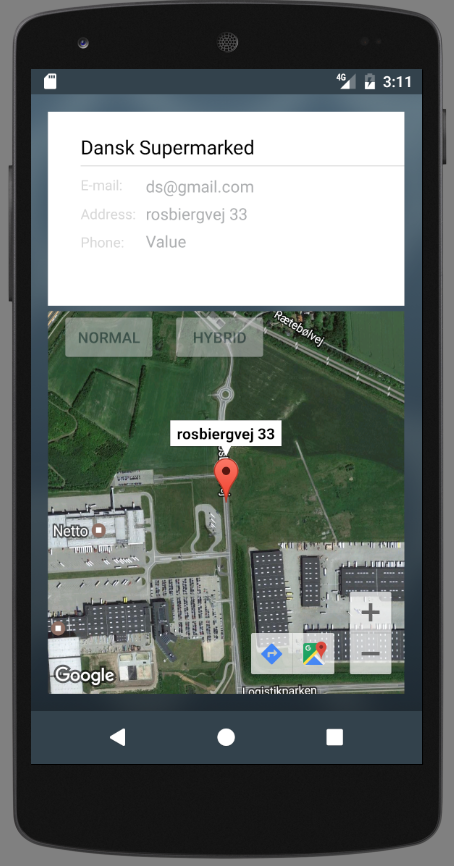 4G 3:11
Dansk Supermarked
E-mail: ds@gmail.com
Address: rosbiergvej 33
Phone: Value
NORMAL HYBRID
Rætebølvej
rosbiergvej 33
Netto
+
−
Google
Logistikparken